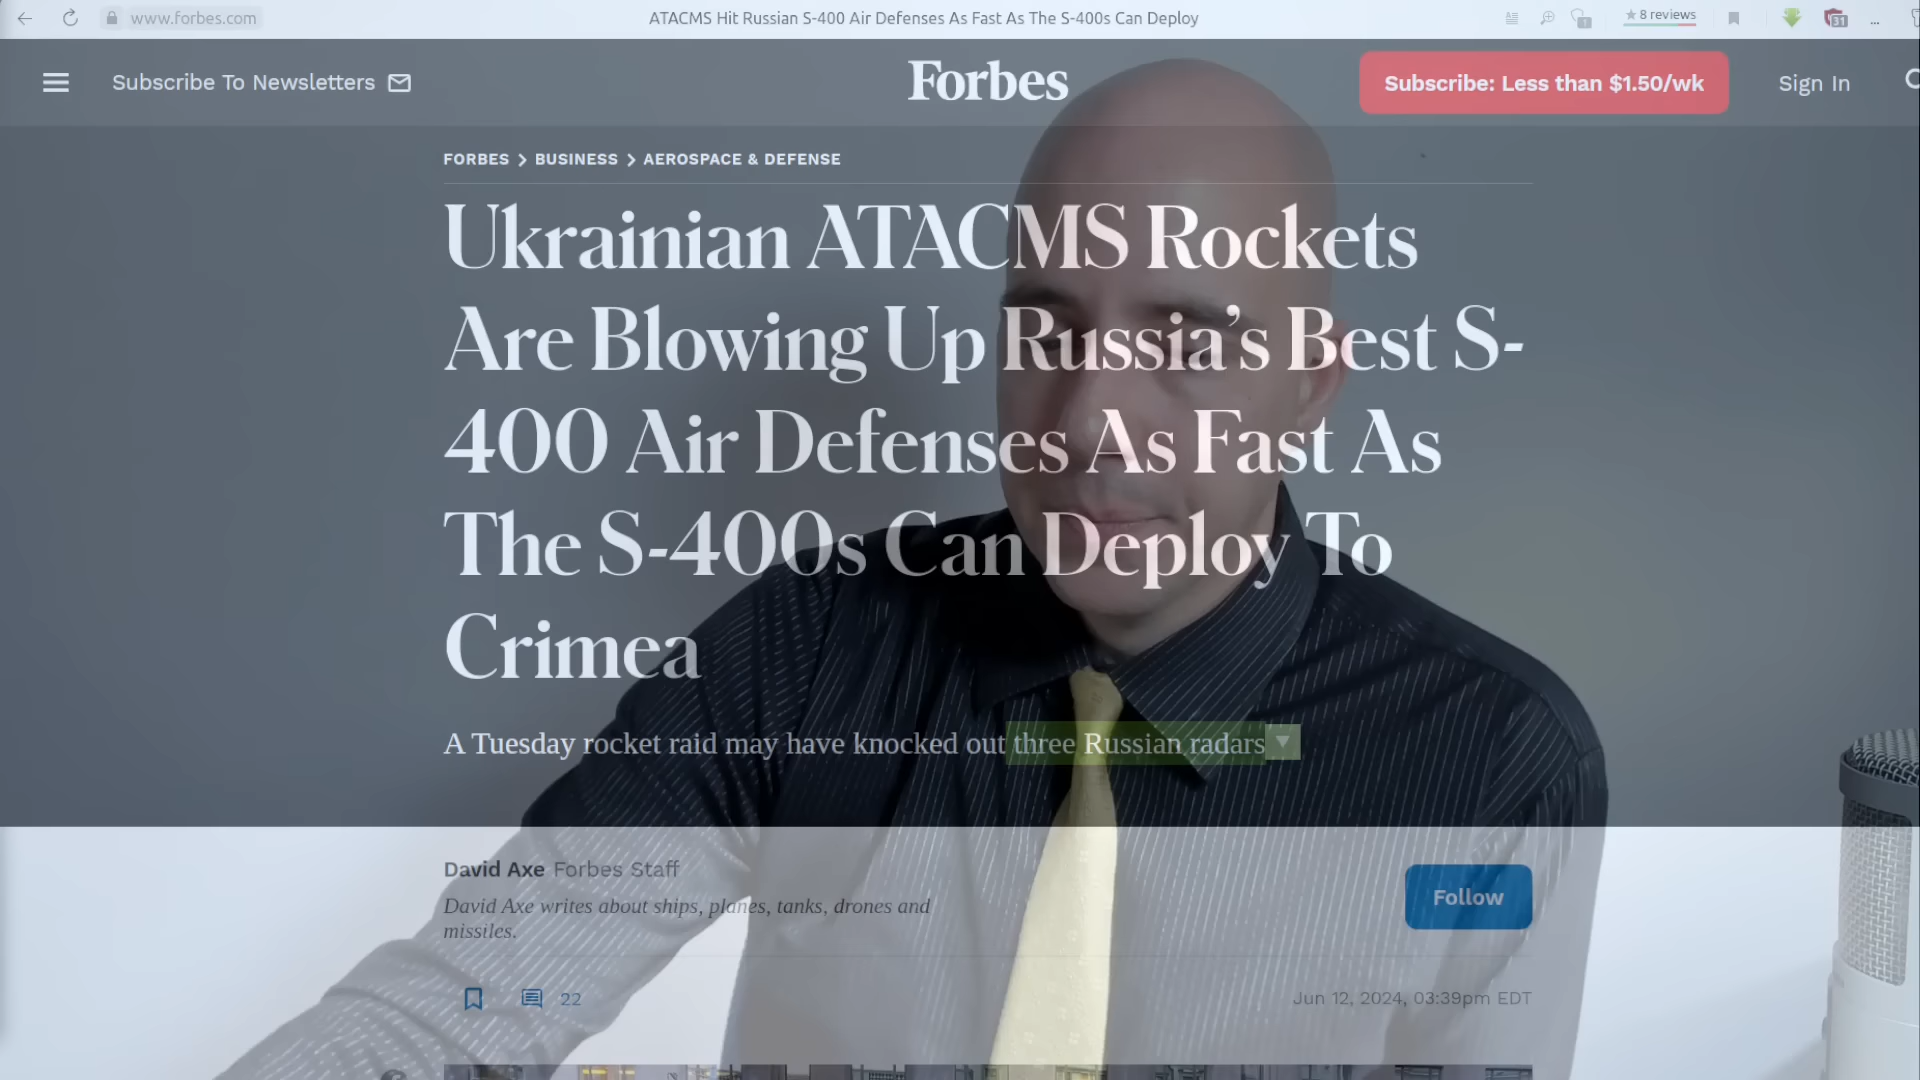 www.forbes.com
ATACMS Hit Russian S-400 Air Defenses As Fast As The S-400s Can Deploy
★ 8 reviews
1
31
...
Subscribe To Newsletters
Forbes
Subscribe: Less than $1.50/wk
Sign In
FORBES > BUSINESS > AEROSPACE & DEFENSE
Ukrainian ATACMS Rockets
Are Blowing Up Russia’s Best S-
400 Air Defenses As Fast As
The S-400s Can Deploy To
Crimea
A Tuesday rocket raid may have knocked out three Russian radars
David Axe Forbes Staff
Follow
David Axe writes about ships, planes, tanks, drones and
missiles.
22
Jun 12, 2024, 03:39pm EDT